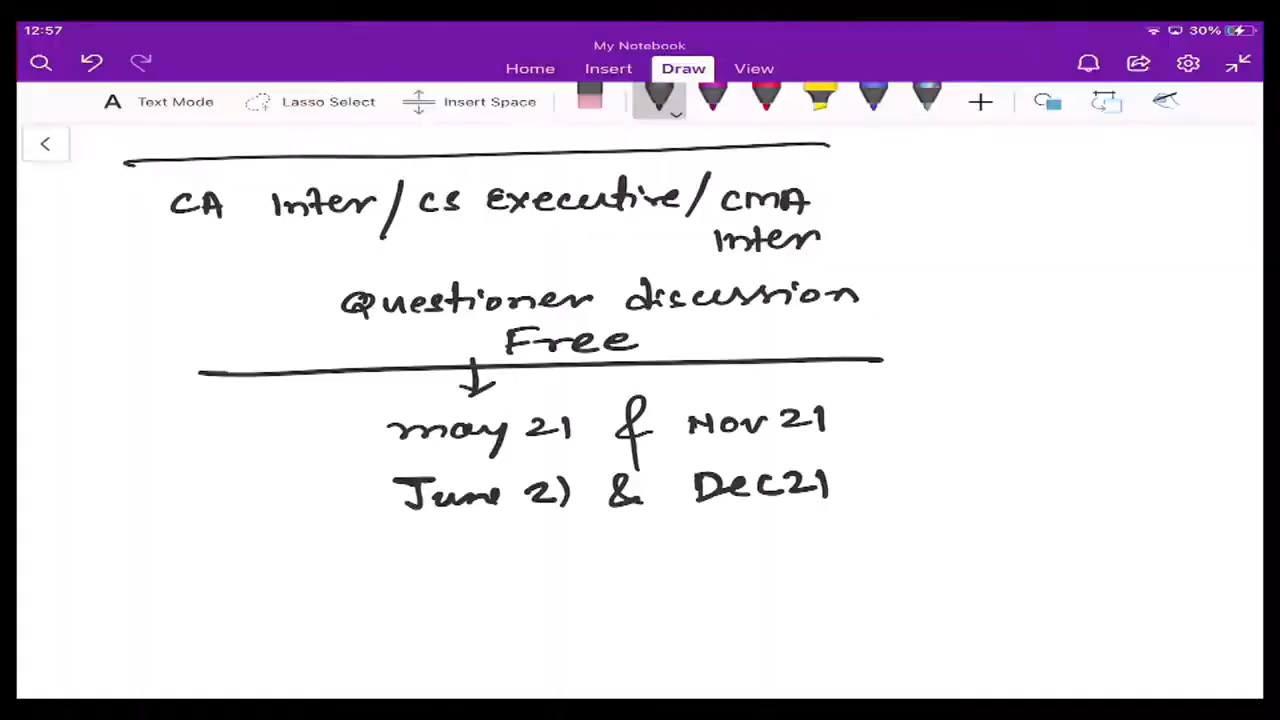 12:57
30%
My Notebook
Home Insert Draw View
A Text Mode Lasso Select Insert Space
CA Inter / CS Executive / CMA
Inter
Questioner discussion
Free
may 21 & Nov 21
June 21 & Dec 21